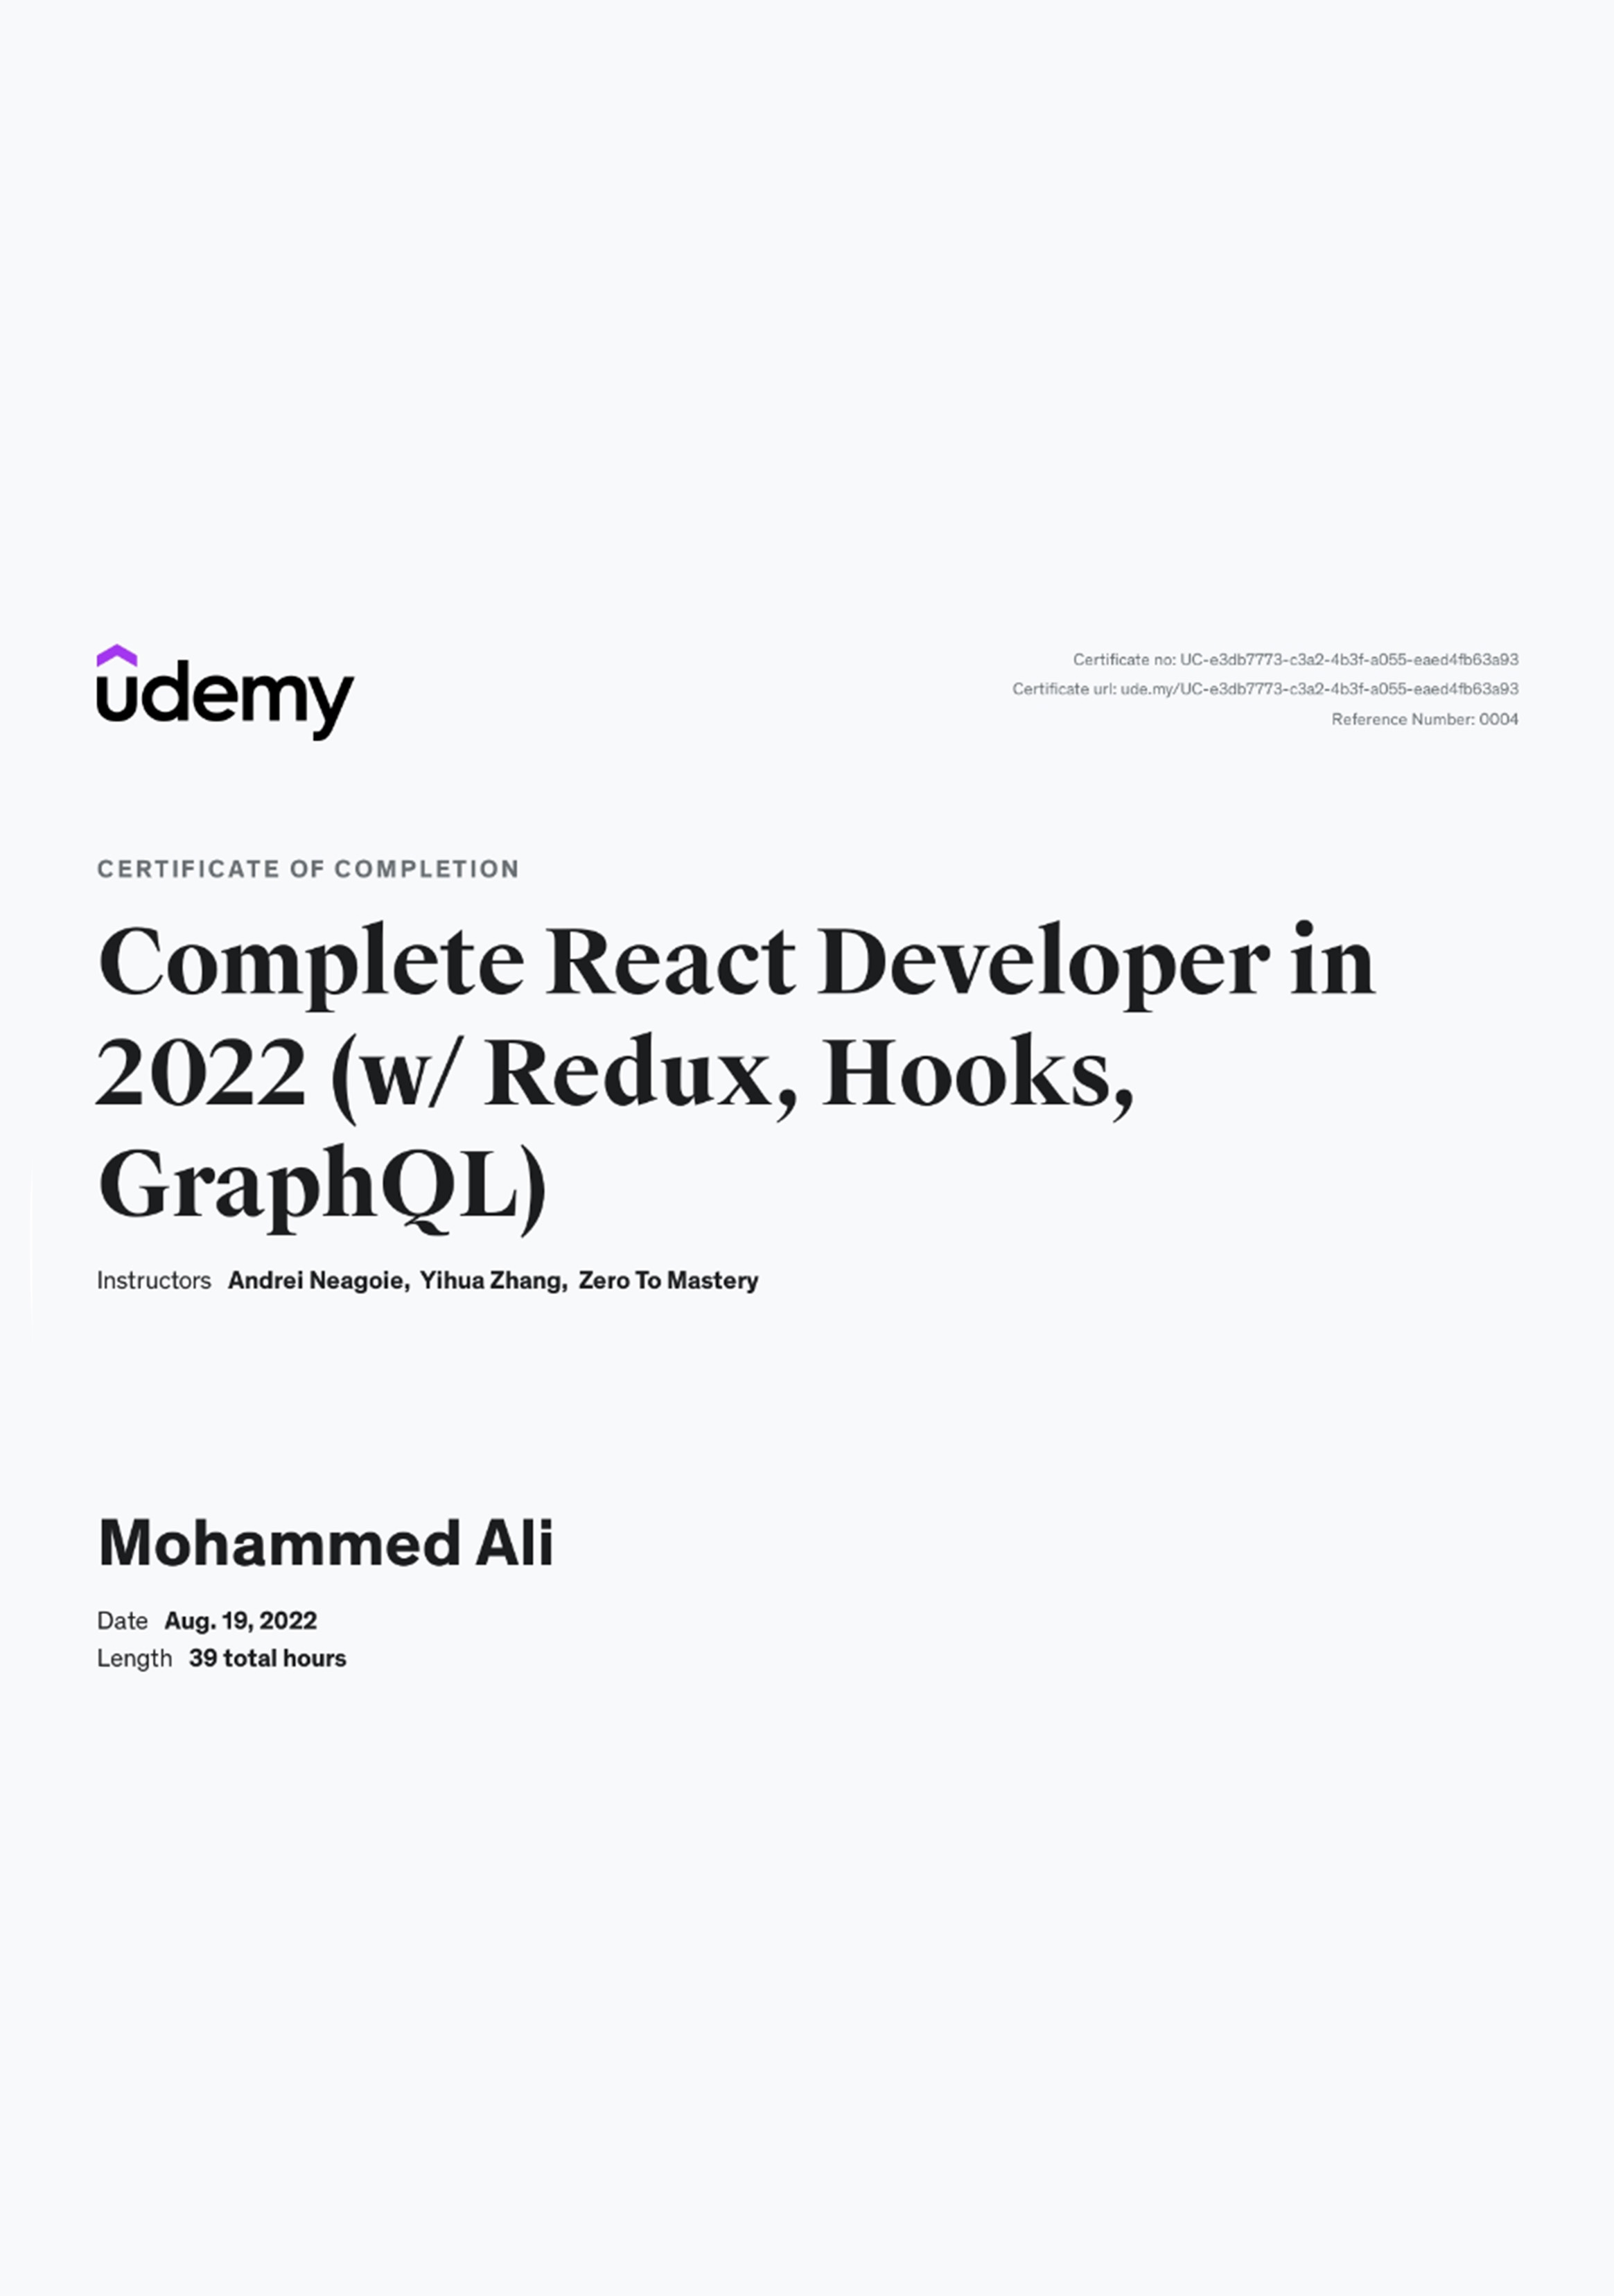 udemy
Certificate no: UC-e3db7773-c3a2-4b3f-a055-eaed4fb63a93
Certificate url: ude.my/UC-e3db7773-c3a2-4b3f-a055-eaed4fb63a93
Reference Number: 0004
CERTIFICATE OF COMPLETION
Complete React Developer in
2022 (w/ Redux, Hooks,
GraphQL)
Instructors Andrei Neagoie, Yihua Zhang, Zero To Mastery
Mohammed Ali
Date Aug. 19, 2022
Length 39 total hours